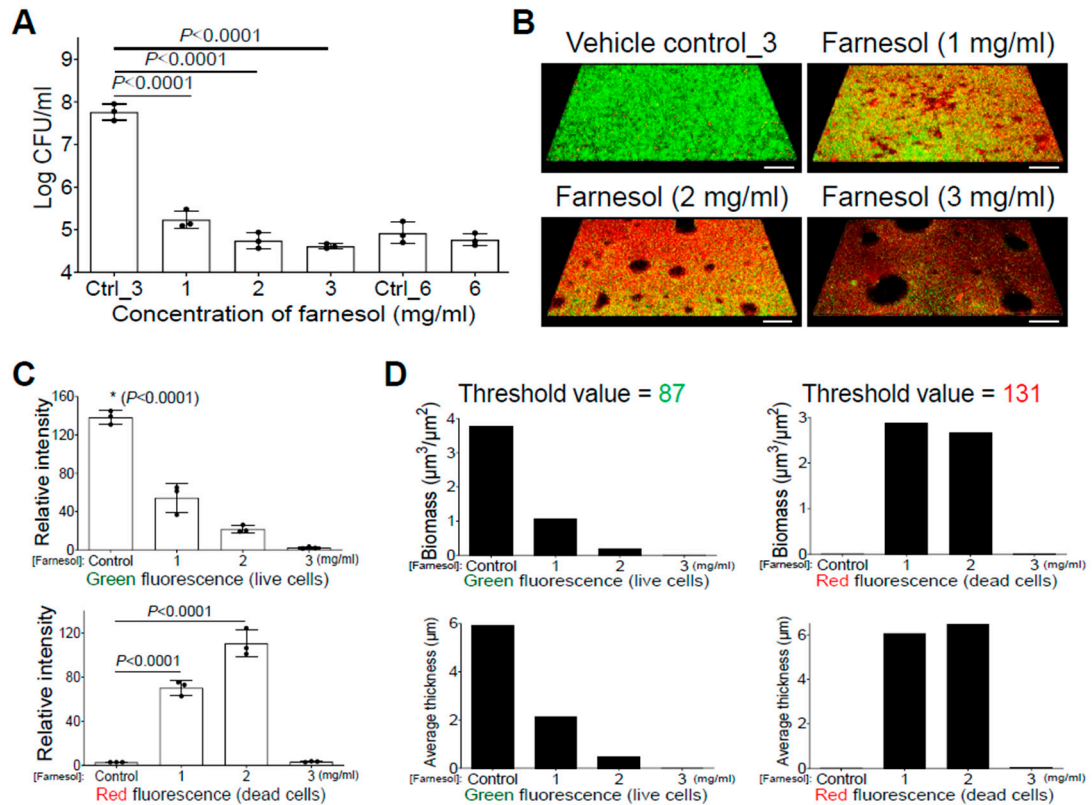 A
P<0.0001
P<0.0001
P<0.0001
Log CFU/ml
9
8
7
6
5
4
Ctrl_3 1 2 3 Ctrl_6 6
Concentration of farnesol (mg/ml)
B
Vehicle control_3 Farnesol (1 mg/ml)
Farnesol (2 mg/ml) Farnesol (3 mg/ml)
C
* (P<0.0001)
Relative intensity
160
120
80
40
0
[Farnesol]: Control 1 2 3 (mg/ml)
Green fluorescence (live cells)
P<0.0001
P<0.0001
Relative intensity
120
80
40
0
[Farnesol]: Control 1 2 3 (mg/ml)
Red fluorescence (dead cells)
D
Threshold value = 87
Biomass (µm3/µm2)
4
3
2
1
0
[Farnesol]: Control 1 2 3 (mg/ml)
Green fluorescence (live cells)
Threshold value = 131
Biomass (µm3/µm2)
3
2
1
0
[Farnesol]: Control 1 2 3 (mg/ml)
Red fluorescence (dead cells)
Average thickness (µm)
6
4
2
0
[Farnesol]: Control 1 2 3 (mg/ml)
Green fluorescence (live cells)
Average thickness (µm)
6
4
2
0
[Farnesol]: Control 1 2 3 (mg/ml)
Red fluorescence (dead cells)